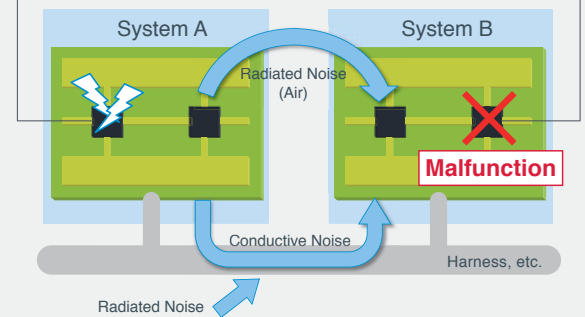 System A
System B
Radiated Noise
(Air)
Malfunction
Conductive Noise
Harness, etc.
Radiated Noise